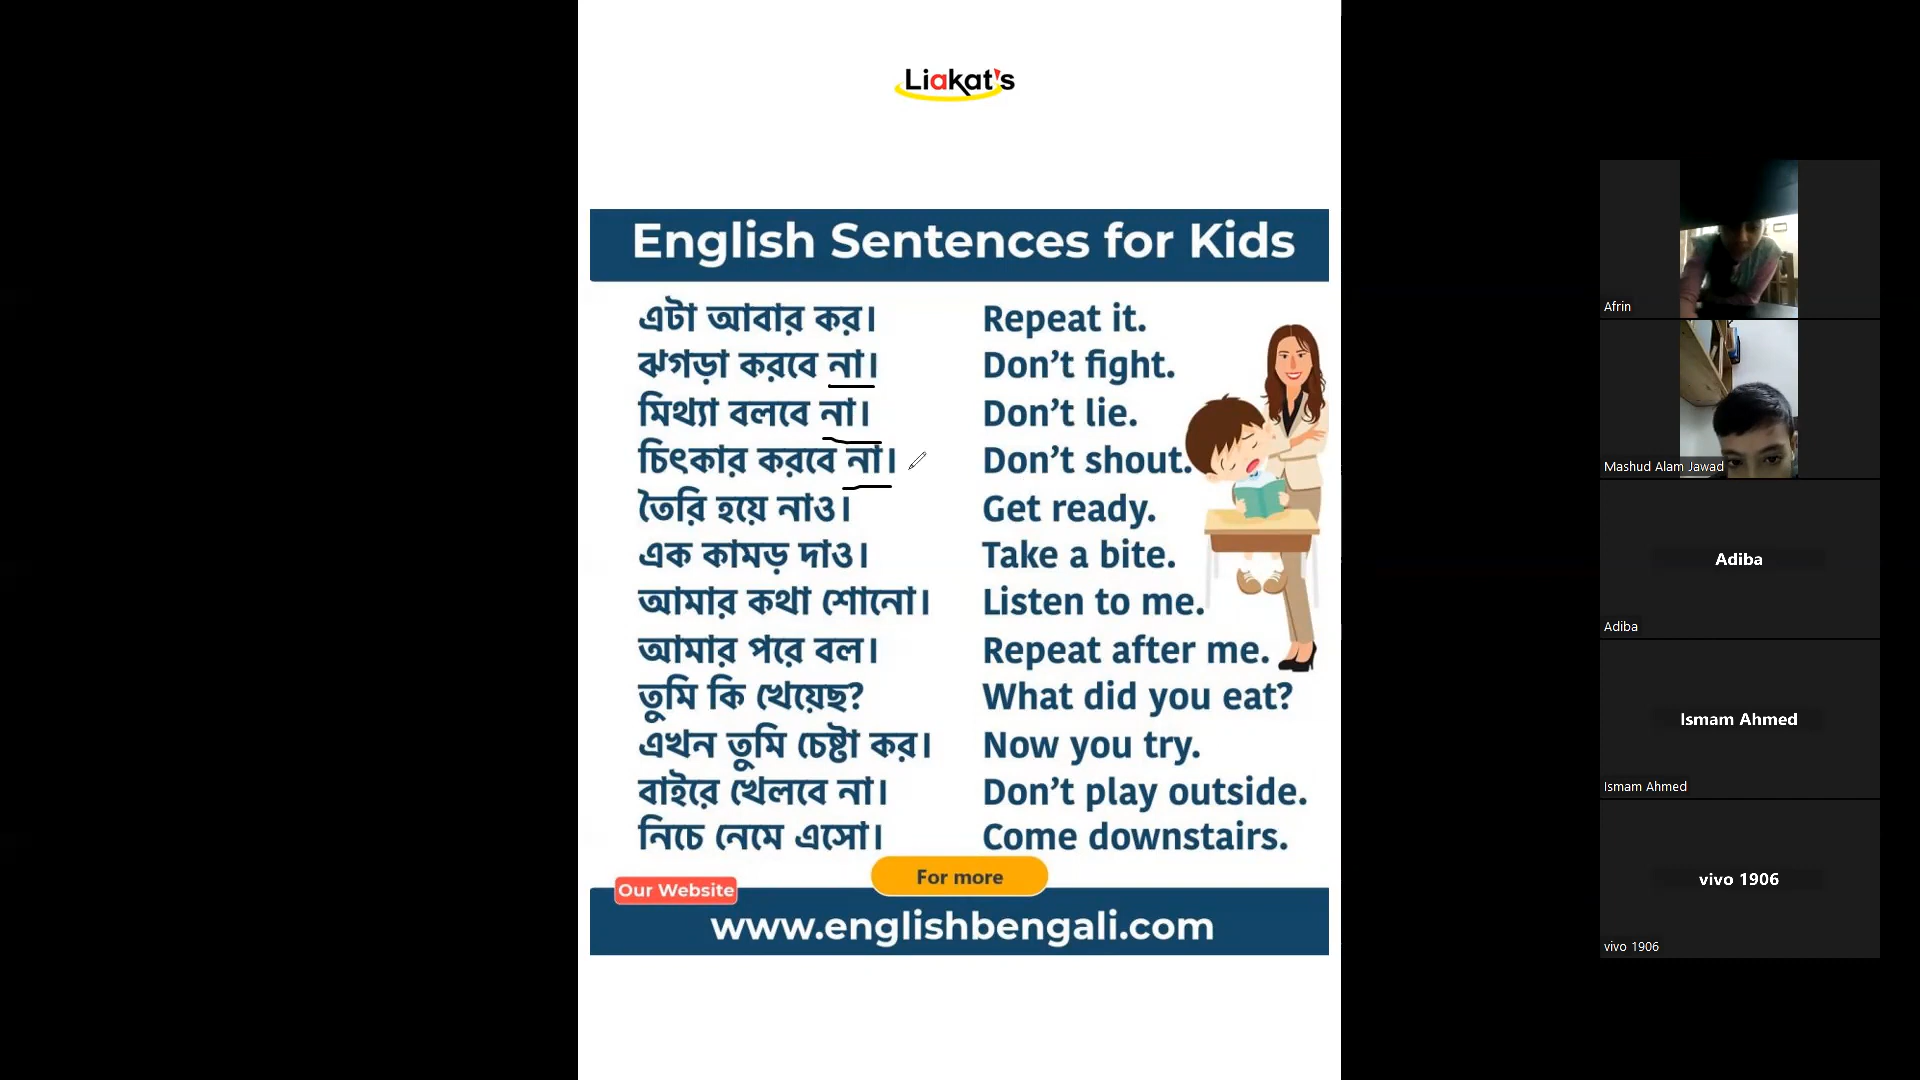 Liakat's
English Sentences for Kids
এটা আবার কর। Repeat it.
ঝগড়া করবে না। Don’t fight.
মিথ্যা বলবে না। Don’t lie.
চিৎকার করবে না। Don’t shout.
তৈরি হয়ে নাও। Get ready.
এক কামড় দাও। Take a bite.
আমার কথা শোনো। Listen to me.
আমার পরে বল। Repeat after me.
তুমি কি খেয়েছ? What did you eat?
এখন তুমি চেষ্টা কর। Now you try.
বাইরে খেলবে না। Don’t play outside.
নিচে নেমে এসো। Come downstairs.
For more
Our Website
www.englishbengali.com
Afrin
Mashud Alam Jawad
Adiba
Adiba
Ismam Ahmed
Ismam Ahmed
vivo 1906
vivo 1906